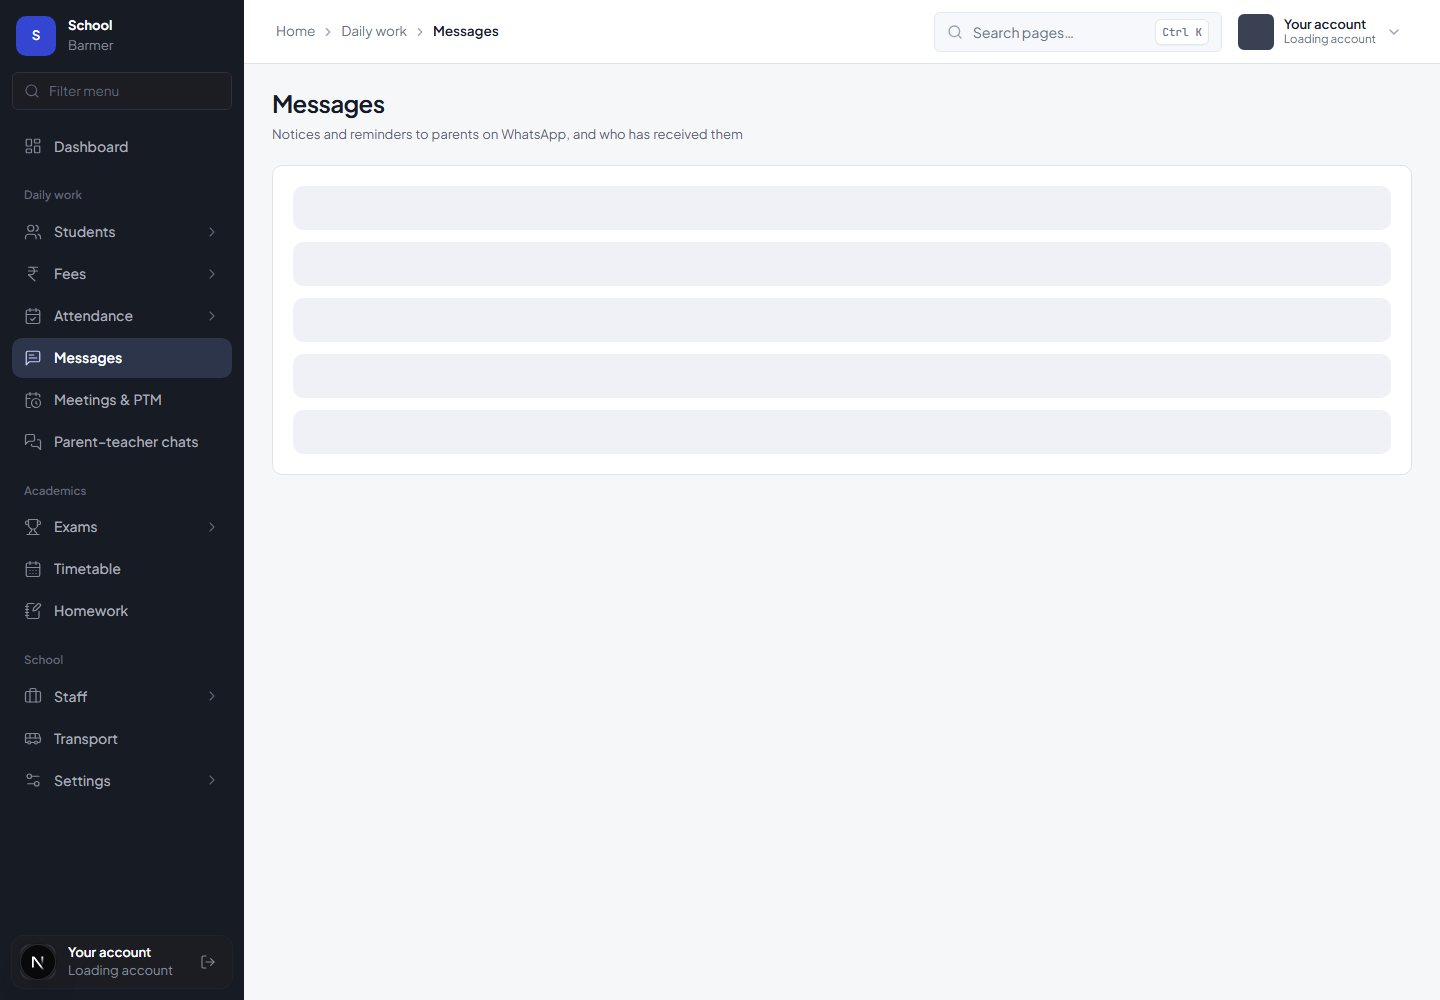 S
School
Barmer
Filter menu
Dashboard
Daily work
Students
Fees
Attendance
Messages
Meetings & PTM
Parent-teacher chats
Academics
Exams
Timetable
Homework
School
Staff
Transport
Settings
N
Your account
Loading account
Home
Daily work
Messages
Search pages...
Ctrl K
Your account
Loading account
Messages
Notices and reminders to parents on WhatsApp, and who has received them